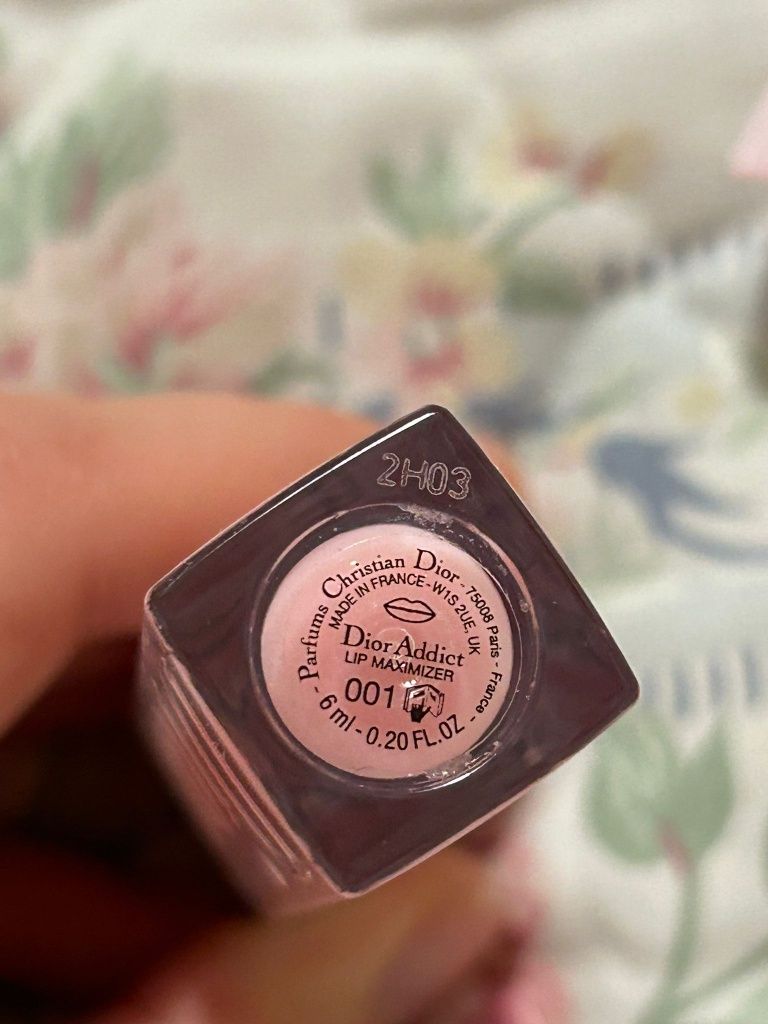 2H03
Parfums Christian Dior - 75008 Paris - France -
MADE IN FRANCE - W1S 2UE, UK
Dior Addict
LIP MAXIMIZER
001
- 6 ml - 0.20 FL.OZ